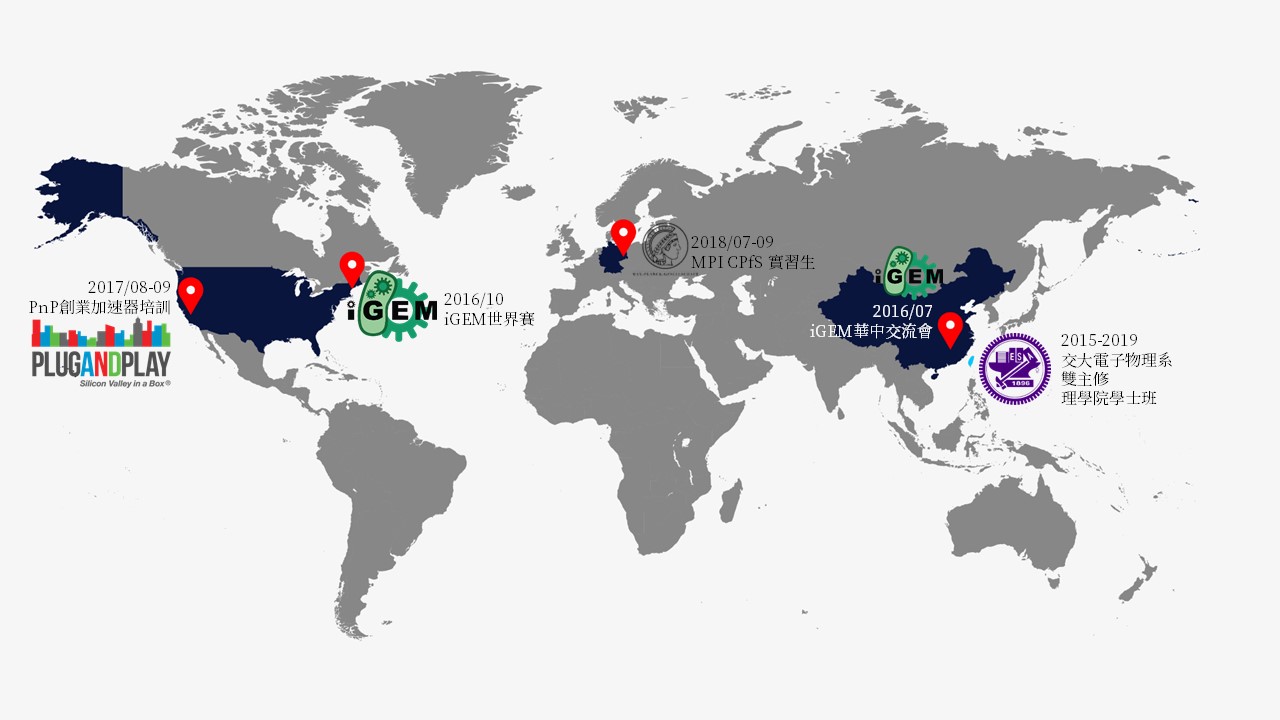 2017/08-09
PnP創業加速器培訓
PLUGANDPLAY
Silicon Valley in a Box®
iGEM
2016/10
iGEM世界賽
2018/07-09
MPI CPfS 實習生
iGEM
2016/07
iGEM華中交流會
ES
1896
2015-2019
交大電子物理系
雙主修
理學院學士班